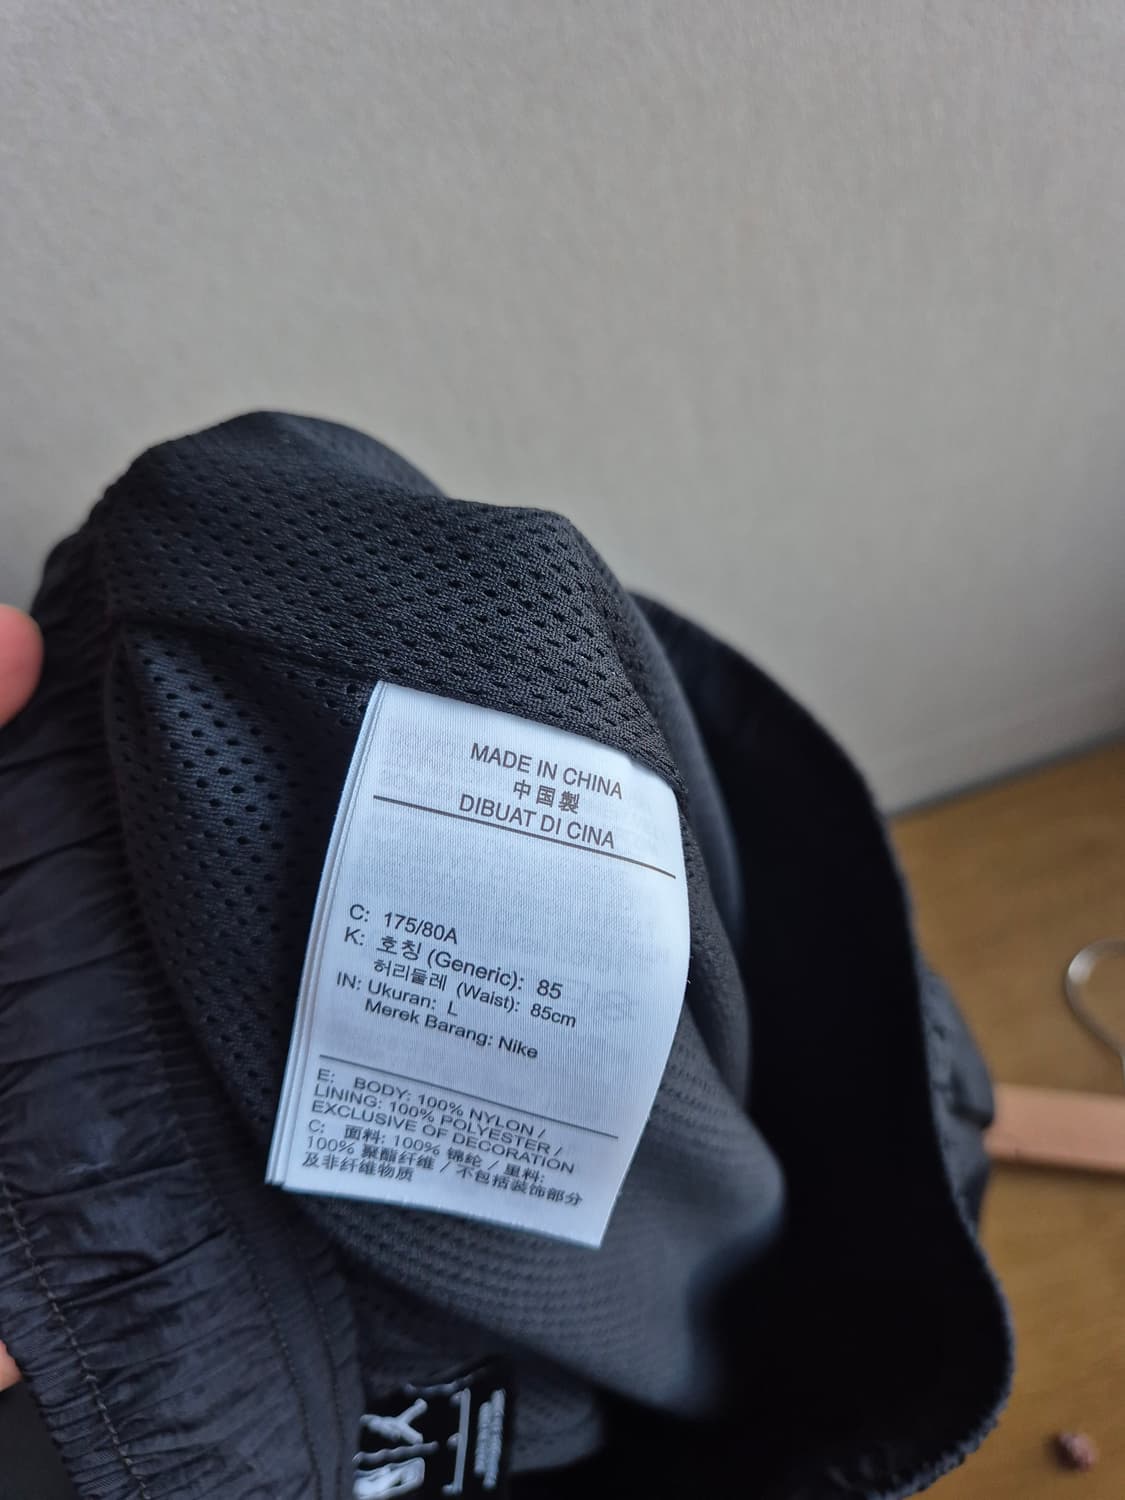 MADE IN CHINA
中国製
DIBUAT DI CINA
C: 175/80A
K: 호칭 (Generic): 85
허리둘레 (Waist): 85cm
IN: Ukuran: L
Merek Barang: Nike
E: BODY: 100% NYLON /
LINING: 100% POLYESTER /
EXCLUSIVE OF DECORATION
C: 面料: 100% 锦纶 / 里料:
100% 聚酯纤维 / 不包括装饰部分
及非纤维物质